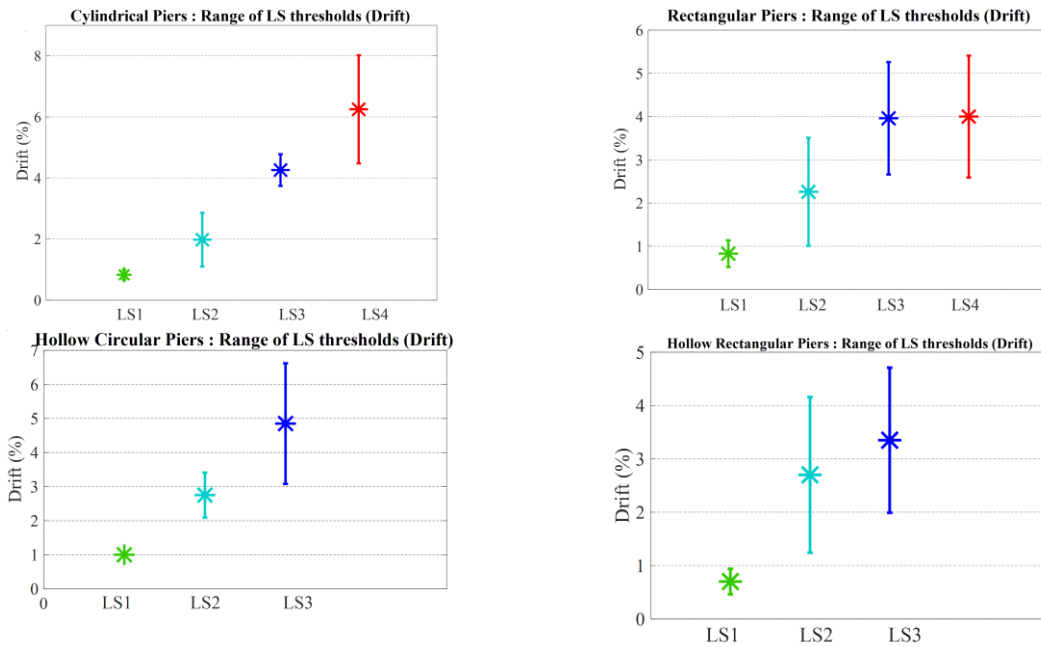 Cylindrical Piers : Range of LS thresholds (Drift)
Drift (%)
8
6
4
2
0
LS1 LS2 LS3 LS4
Rectangular Piers : Range of LS thresholds (Drift)
Drift (%)
6
5
4
3
2
1
0
LS1 LS2 LS3 LS4
Hollow Circular Piers : Range of LS thresholds (Drift)
Drift (%)
7
6
5
4
3
2
1
0
0 LS1 LS2 LS3
Hollow Rectangular Piers : Range of LS thresholds (Drift)
Drift (%)
5
4
3
2
1
0
LS1 LS2 LS3